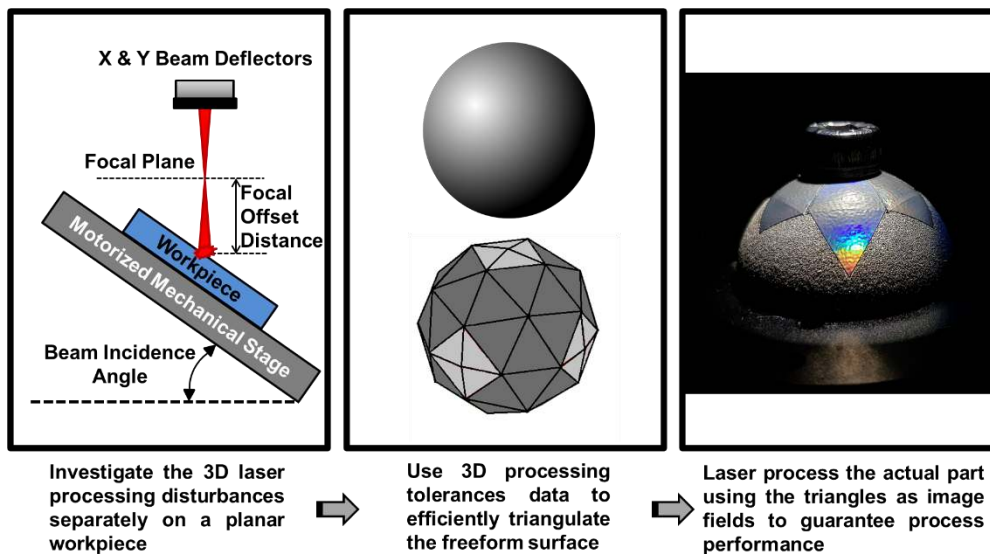 X & Y Beam Deflectors
Focal Plane
Focal
Offset
Distance
Workpiece
Motorized Mechanical Stage
Beam Incidence
Angle
Investigate the 3D laser
processing disturbances
separately on a planar
workpiece
Use 3D processing
tolerances data to
efficiently triangulate
the freeform surface
Laser process the actual part
using the triangles as image
fields to guarantee process
performance